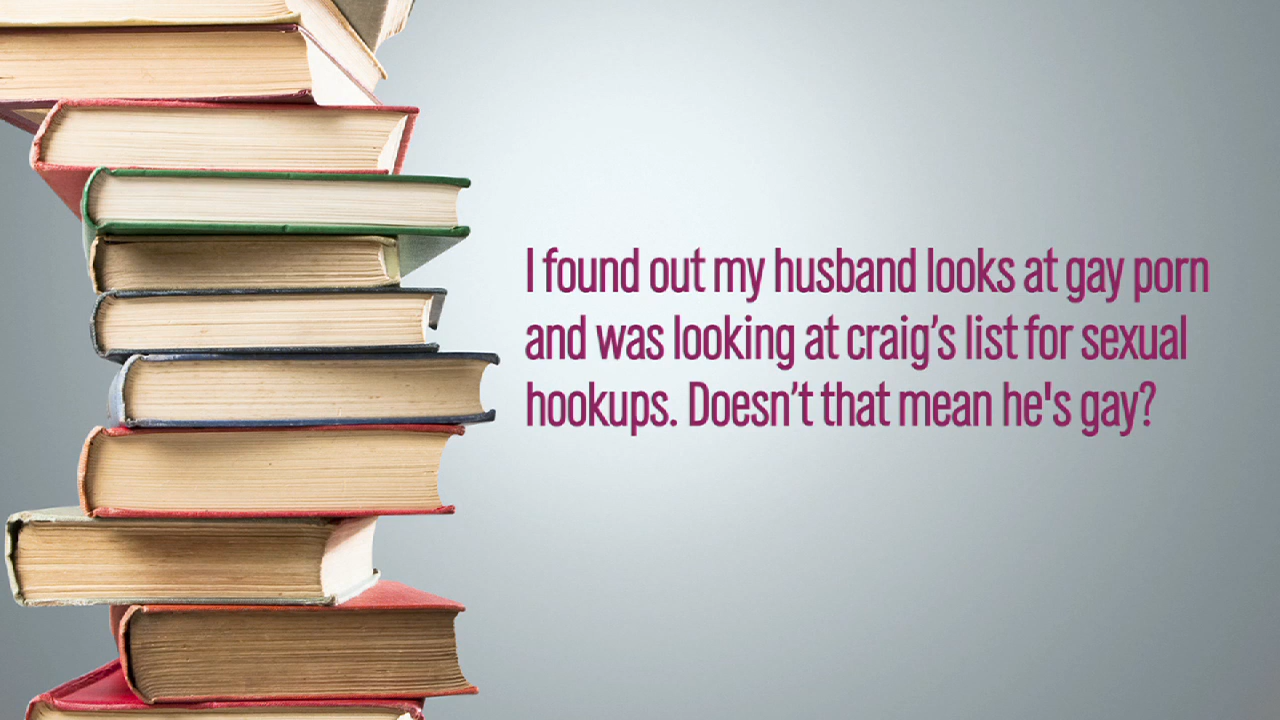 I found out my husband looks at gay porn
and was looking at craig’s list for sexual
hookups. Doesn’t that mean he's gay?